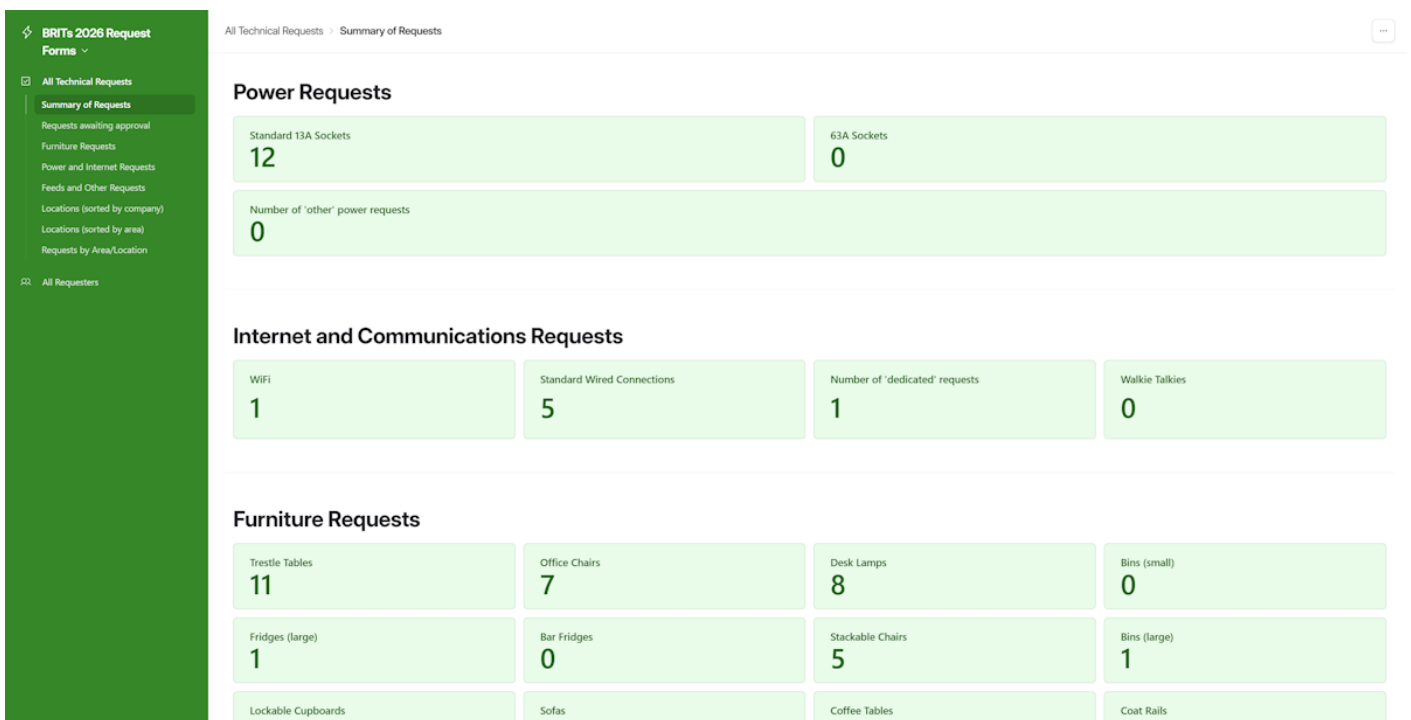 BRITs 2026 Request
Forms
All Technical Requests
Summary of Requests
Requests awaiting approval
Furniture Requests
Power and Internet Requests
Feeds and Other Requests
Locations (sorted by company)
Locations (sorted by area)
Requests by Area/Location
All Requesters
All Technical Requests > Summary of Requests
Power Requests
Standard 13A Sockets
12
63A Sockets
0
Number of 'other' power requests
0
Internet and Communications Requests
WiFi
1
Standard Wired Connections
5
Number of 'dedicated' requests
1
Walkie Talkies
0
Furniture Requests
Trestle Tables
11
Office Chairs
7
Desk Lamps
8
Bins (small)
0
Fridges (large)
1
Bar Fridges
0
Stackable Chairs
5
Bins (large)
1
Lockable Cupboards
Sofas
Coffee Tables
Coat Rails